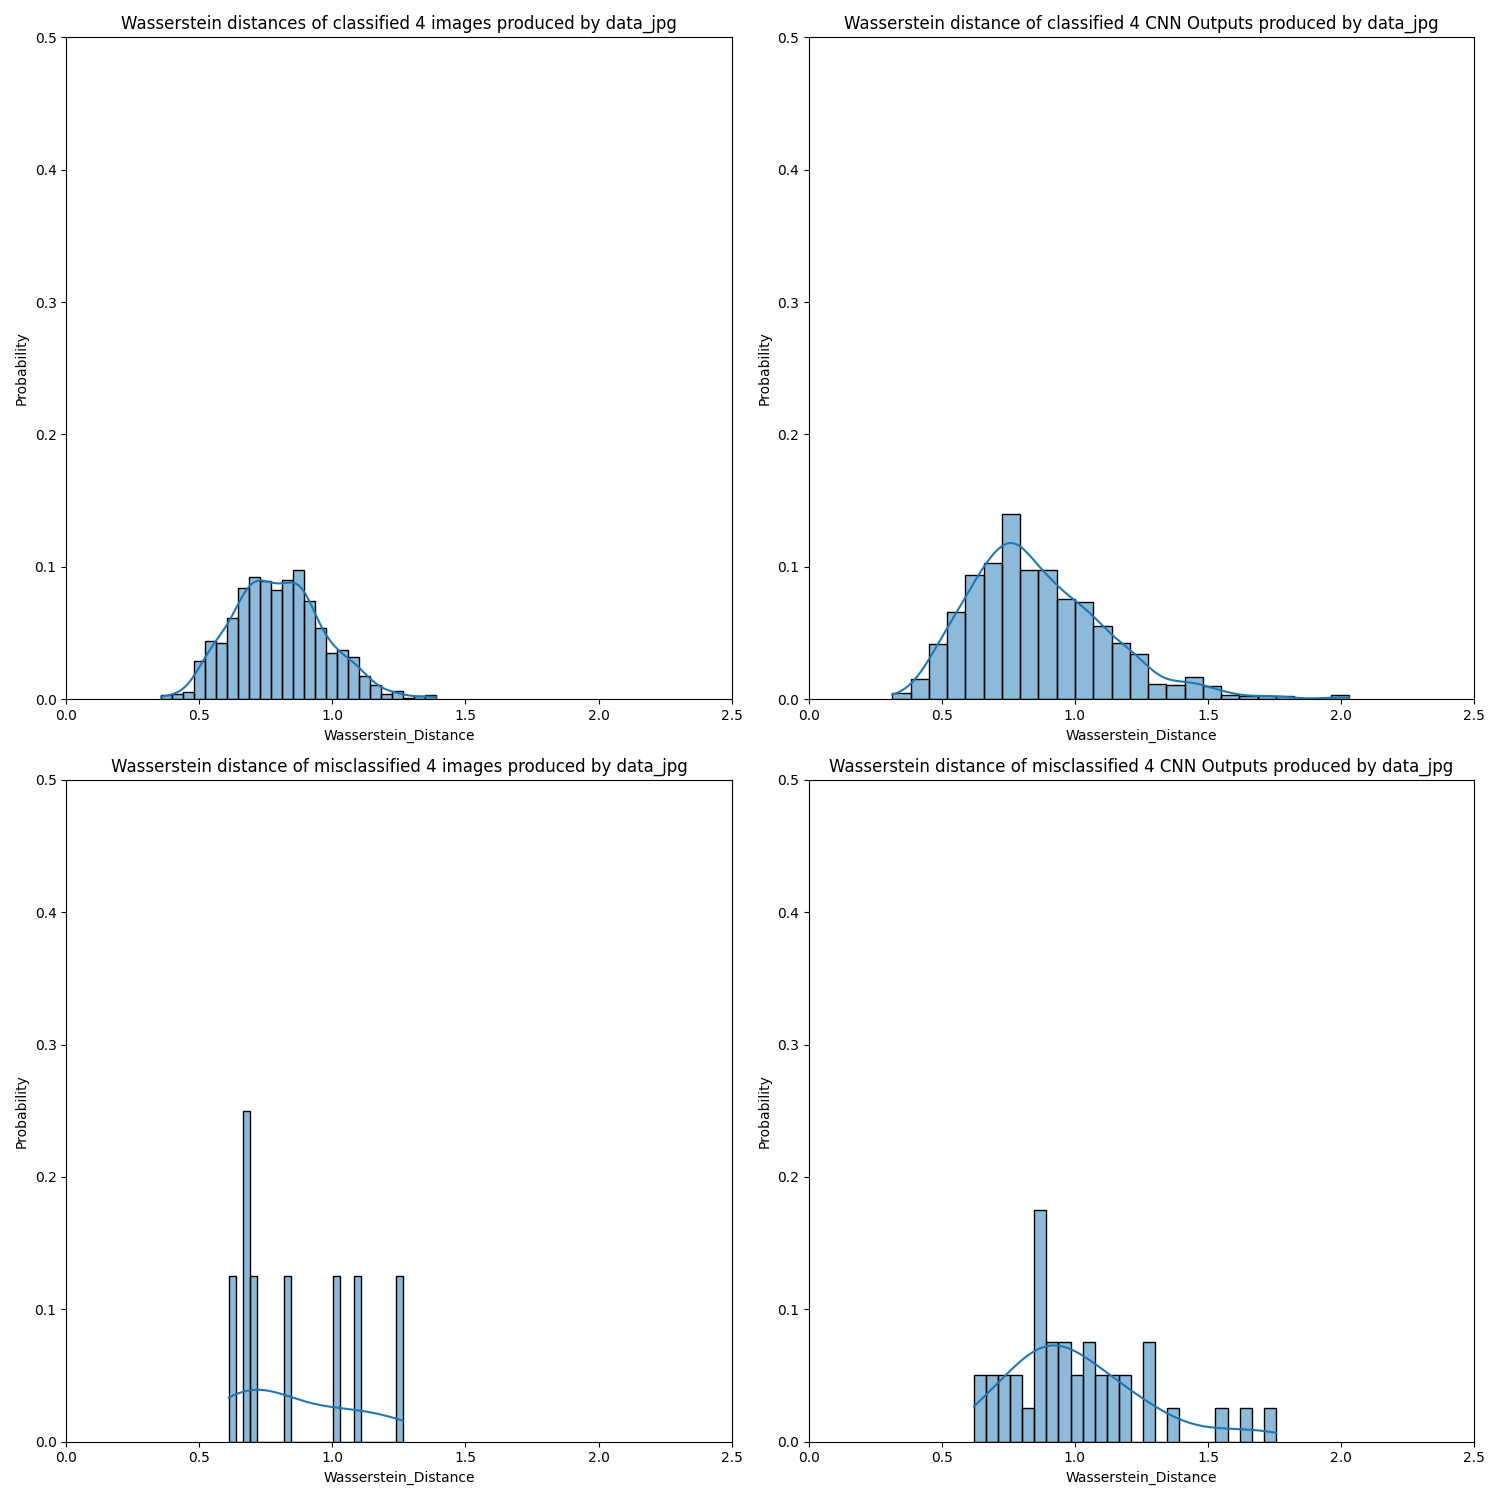 Wasserstein distances of classified 4 images produced by data_jpg
0.5
0.4
0.3
0.2
0.1
0.0
Probability
0.0 0.5 1.0 1.5 2.0 2.5
Wasserstein_Distance
Wasserstein distance of classified 4 CNN Outputs produced by data_jpg
0.5
0.4
0.3
0.2
0.1
0.0
Probability
0.0 0.5 1.0 1.5 2.0 2.5
Wasserstein_Distance
Wasserstein distance of misclassified 4 images produced by data_jpg
0.5
0.4
0.3
0.2
0.1
0.0
Probability
0.0 0.5 1.0 1.5 2.0 2.5
Wasserstein_Distance
Wasserstein distance of misclassified 4 CNN Outputs produced by data_jpg
0.5
0.4
0.3
0.2
0.1
0.0
Probability
0.0 0.5 1.0 1.5 2.0 2.5
Wasserstein_Distance